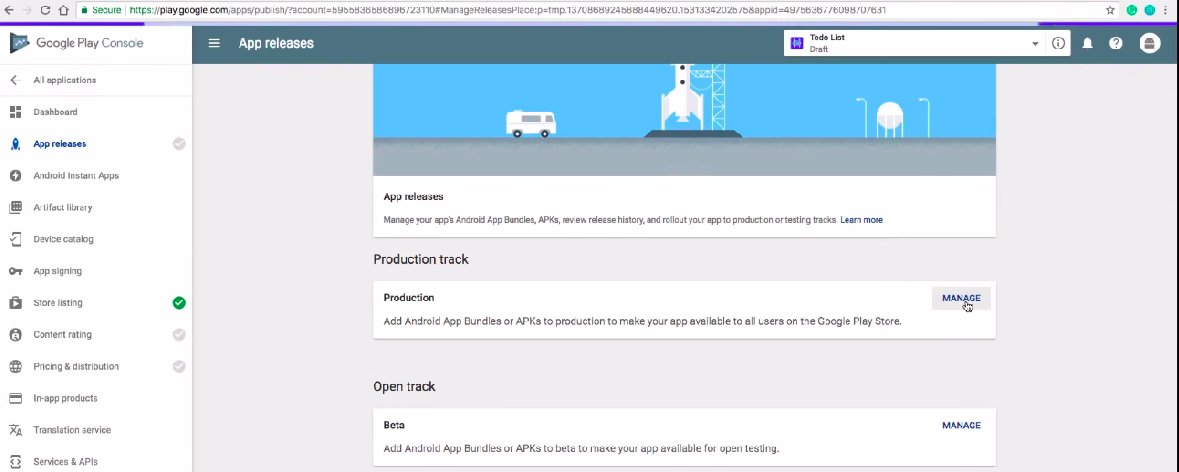 Secure https://play.google.com/apps/publish/?account=5955836586896723110#ManageReleasesPlace:p=tmp.13708689245888449620.1531334202575&appid=4975636776098707631
Google Play Console
App releases
Todo List
Draft
All applications
Dashboard
App releases
Android Instant Apps
Artifact library
Device catalog
App signing
Store listing
Content rating
Pricing & distribution
In-app products
Translation service
Services & APIs
App releases
Manage your app's Android App Bundles, APKs, review release history, and rollout your app to production or testing tracks. Learn more
Production track
Production
MANAGE
Add Android App Bundles or APKs to production to make your app available to all users on the Google Play Store.
Open track
Beta
MANAGE
Add Android App Bundles or APKs to beta to make your app available for open testing.